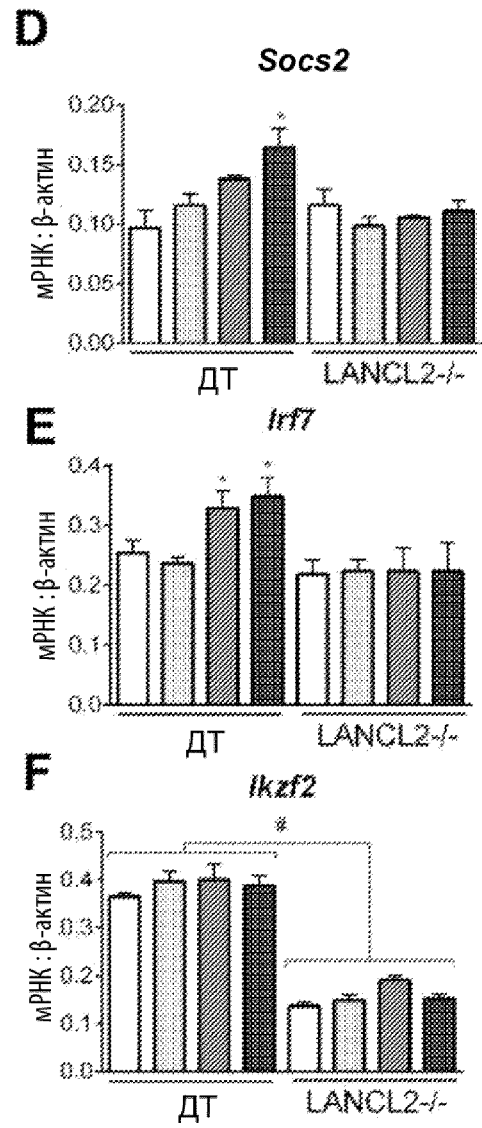 D
Socs2
0.20
0.15
0.10
0.05
0.00
мРНК: β-актин
*
ДТ
LANCL2-/-
E
Irf7
0.4
0.3
0.2
0.1
0.0
мРНК: β-актин
* *
ДТ
LANCL2-/-
F
Ikzf2
0.5
0.4
0.3
0.2
0.1
0.0
мРНК: β-актин
#
ДТ
LANCL2-/-